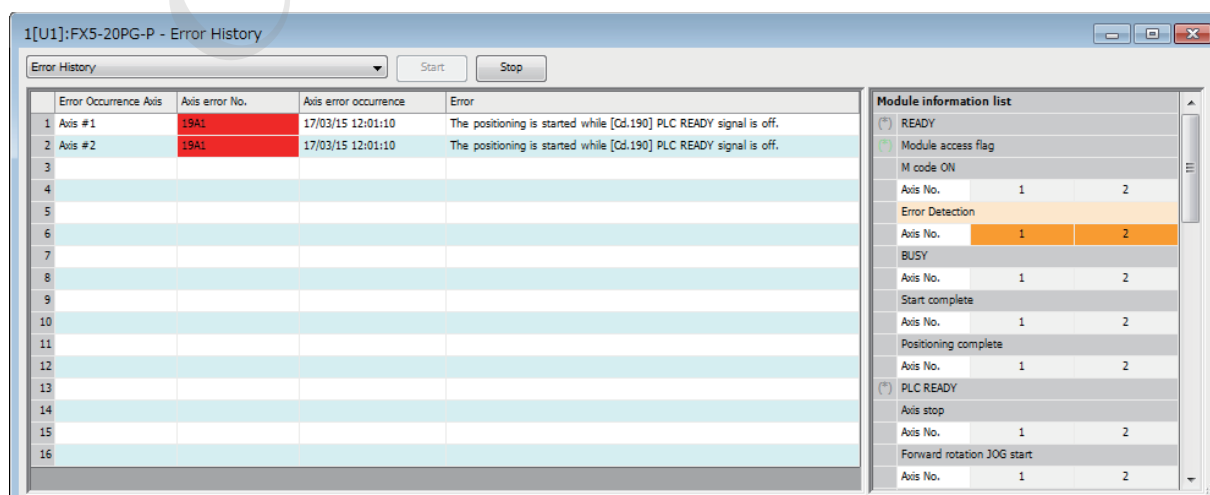 1[U1]:FX5-20PG-P - Error History
Error History Start Stop
Error Occurrence Axis Axis error No. Axis error occurrence Error
1 Axis #1 19A1 17/03/15 12:01:10 The positioning is started while [Cd.190] PLC READY signal is off.
2 Axis #2 19A1 17/03/15 12:01:10 The positioning is started while [Cd.190] PLC READY signal is off.
3
4
5
6
7
8
9
10
11
12
13
14
15
16
Module information list
(*) READY
(*) Module access flag
M code ON
Axis No. 1 2
Error Detection
Axis No. 1 2
BUSY
Axis No. 1 2
Start complete
Axis No. 1 2
Positioning complete
Axis No. 1 2
(*) PLC READY
Axis stop
Axis No. 1 2
Forward rotation JOG start
Axis No. 1 2